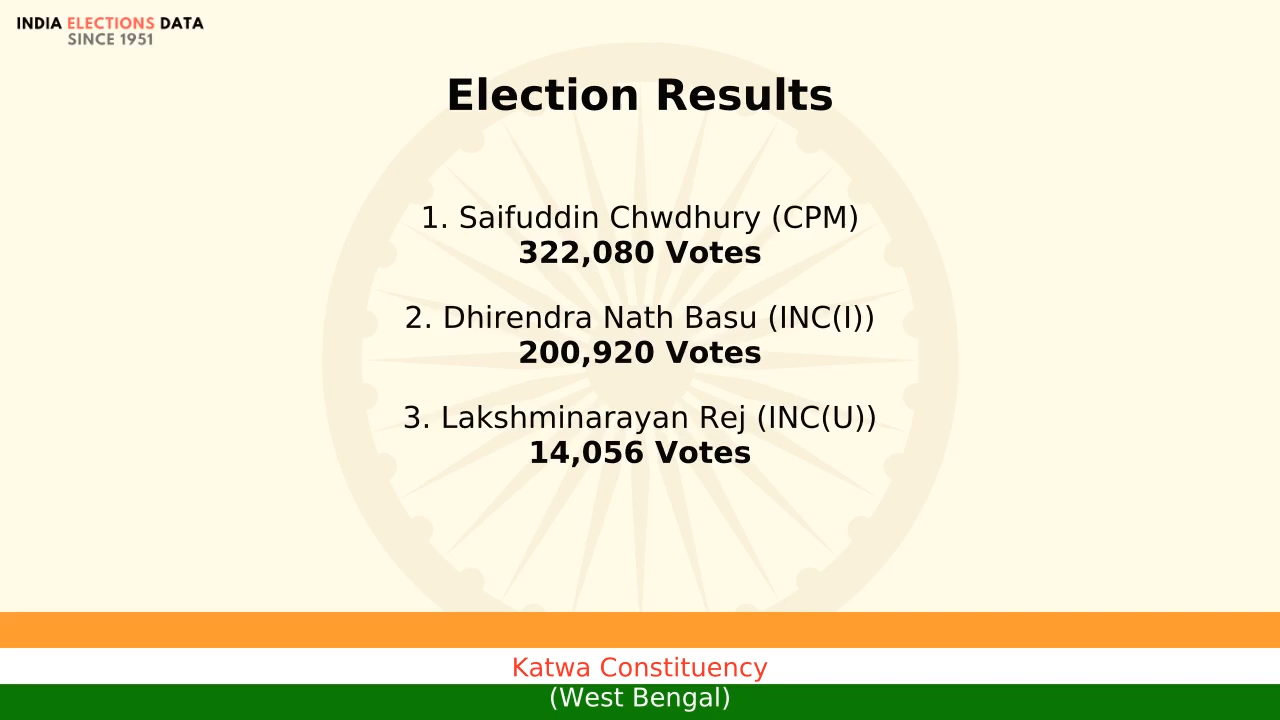 INDIA ELECTIONS DATA
SINCE 1951
Election Results
1. Saifuddin Chwdhury (CPM)
322,080 Votes
2. Dhirendra Nath Basu (INC(I))
200,920 Votes
3. Lakshminarayan Rej (INC(U))
14,056 Votes
Katwa Constituency
(West Bengal)